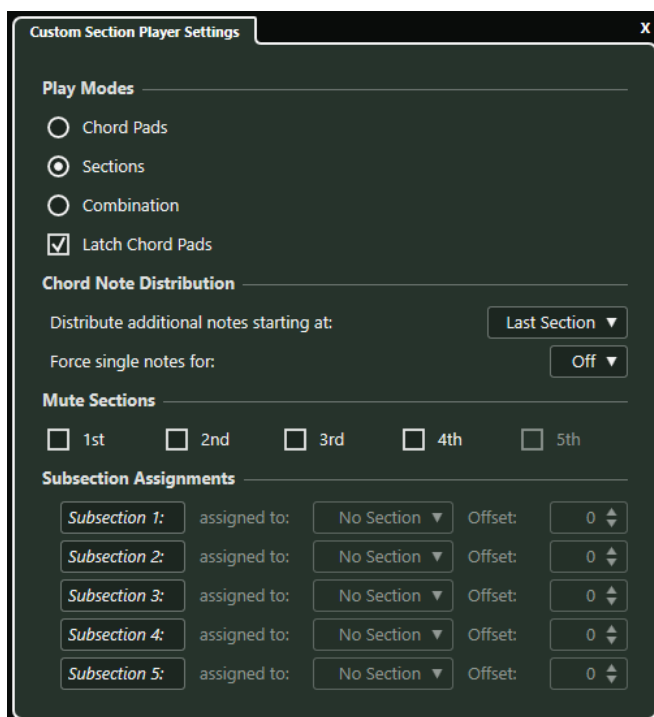 Custom Section Player Settings X
Play Modes
Chord Pads
Sections
Combination
Latch Chord Pads
Chord Note Distribution
Distribute additional notes starting at: Last Section
Force single notes for: Off
Mute Sections
1st 2nd 3rd 4th 5th
Subsection Assignments
Subsection 1: assigned to: No Section Offset: 0
Subsection 2: assigned to: No Section Offset: 0
Subsection 3: assigned to: No Section Offset: 0
Subsection 4: assigned to: No Section Offset: 0
Subsection 5: assigned to: No Section Offset: 0